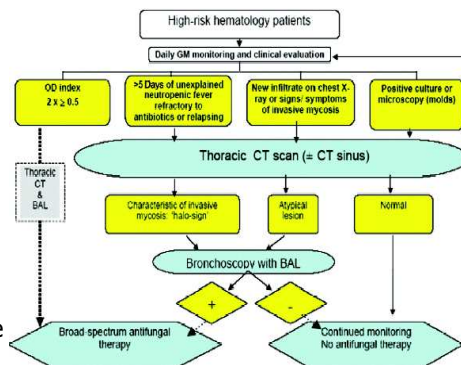 High-risk hematology patients
Daily GM monitoring and clinical evaluation
OD index
2 x ≥ 0.5
>5 Days of unexplained
neutropenic fever
refractory to
antibiotics or relapsing
New infiltrate on chest X-
ray or signs/ symptoms
of invasive mycosis
Positive culture or
microscopy (molds)
Thoracic CT scan (± CT sinus)
Thoracic
CT
&
BAL
Characteristic of invasive
mycosis: 'halo-sign'
Atypical
lesion
Normal
Bronchoscopy with BAL
+
-
e
Broad-spectrum antifungal
therapy
Continued monitoring
No antifungal therapy